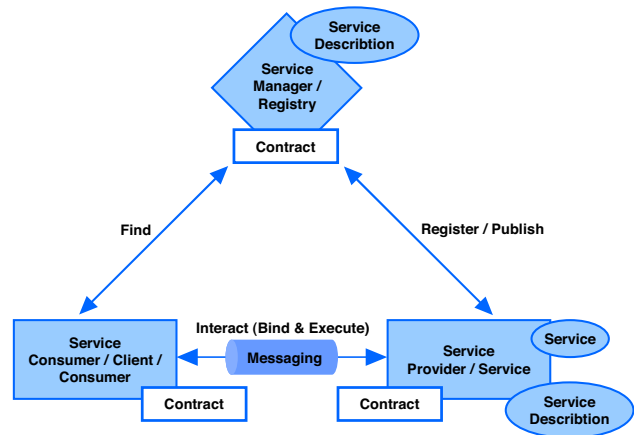 Service
Describtion
Service
Manager /
Registry
Contract
Find
Register / Publish
Interact (Bind & Execute)
Service
Consumer / Client /
Consumer
Messaging
Service
Provider / Service
Service
Contract
Contract
Service
Describtion